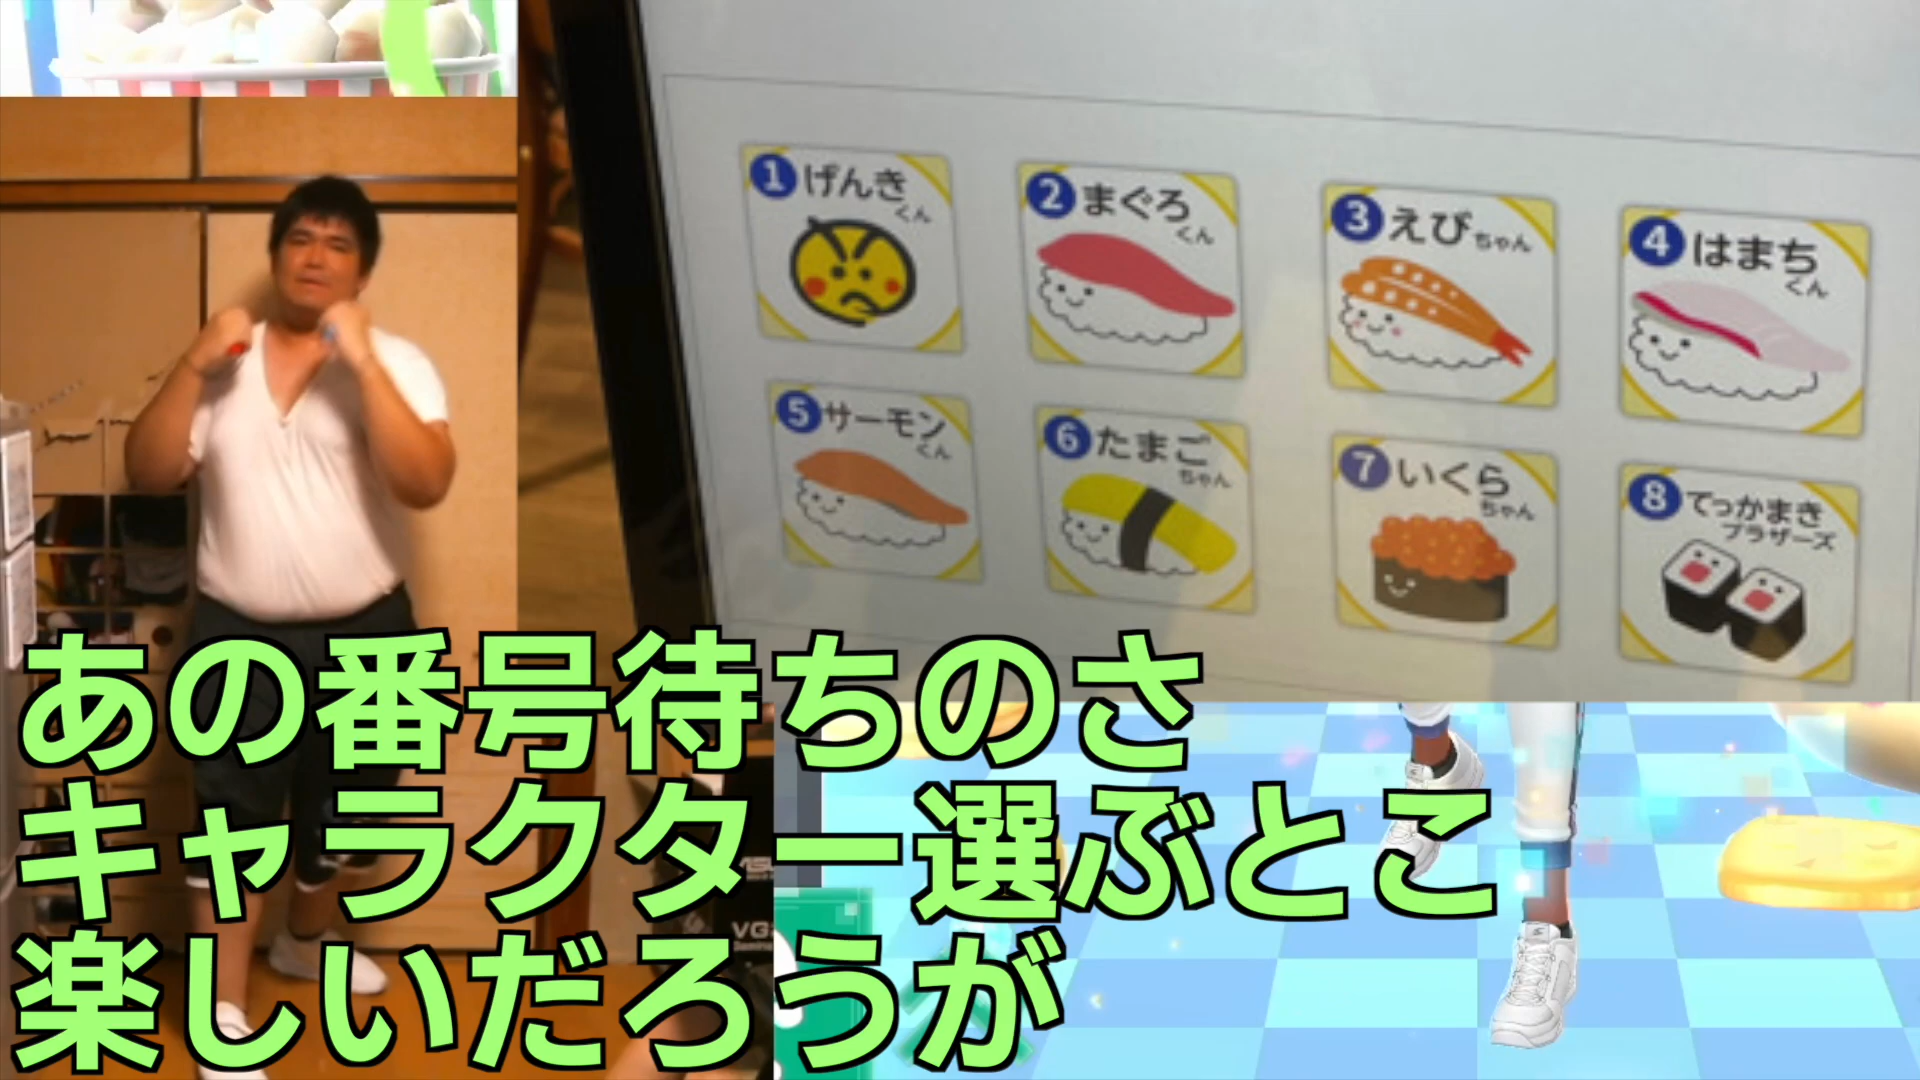 1 げんきくん
2 まぐろくん
3 えびちゃん
4 はまちくん
5 サーモンくん
6 たまごちゃん
7 いくらちゃん
8 てっかまきブラザーズ
あの番号待ちのさ
キャラクター選ぶとこ
楽しいだろうが